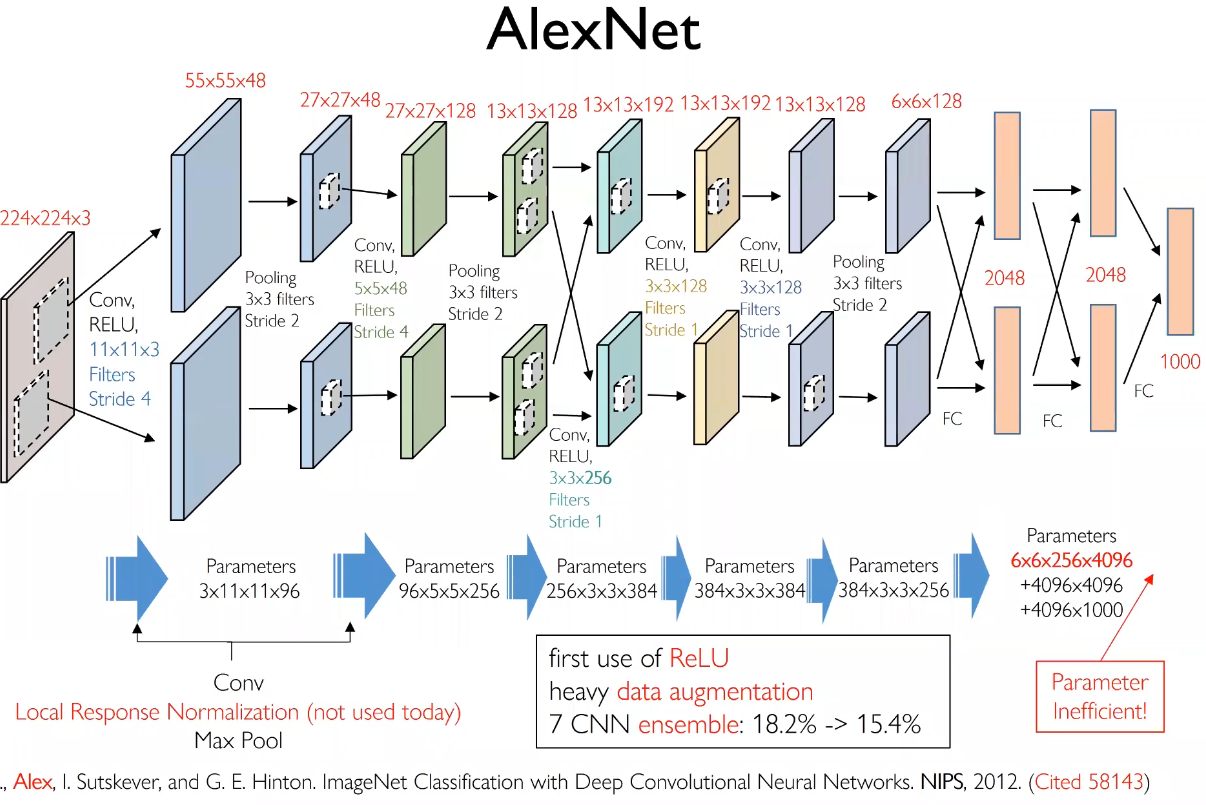 AlexNet
55x55x48
27x27x48
27x27x128
13x13x128
13x13x192
13x13x192
13x13x128
6x6x128
224x224x3
Conv,
RELU,
11x11x3
Filters
Stride 4
Pooling
3x3 filters
Stride 2
Conv,
RELU,
5x5x48
Filters
Stride 4
Pooling
3x3 filters
Stride 2
Conv,
RELU,
3x3x256
Filters
Stride 1
Conv,
RELU,
3x3x128
Filters
Stride 1
Conv,
RELU,
3x3x128
Filters
Stride 1
Pooling
3x3 filters
Stride 2
2048
2048
1000
FC
FC
FC
Parameters
3x11x11x96
Parameters
96x5x5x256
Parameters
256x3x3x384
Parameters
384x3x3x384
Parameters
384x3x3x256
Parameters
6x6x256x4096
+4096x4096
+4096x1000
Conv
Local Response Normalization (not used today)
Max Pool
first use of ReLU
heavy data augmentation
7 CNN ensemble: 18.2% -> 15.4%
Parameter
Inefficient!
., Alex, I. Sutskever, and G. E. Hinton. ImageNet Classification with Deep Convolutional Neural Networks. NIPS, 2012. (Cited 58143)